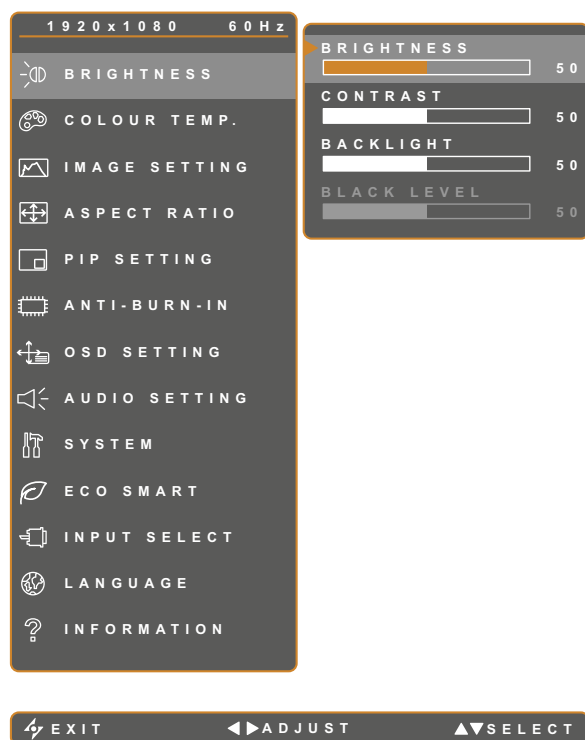 1920x1080 60Hz
BRIGHTNESS
COLOUR TEMP.
IMAGE SETTING
ASPECT RATIO
PIP SETTING
ANTI-BURN-IN
OSD SETTING
AUDIO SETTING
SYSTEM
ECO SMART
INPUT SELECT
LANGUAGE
INFORMATION
BRIGHTNESS
50
CONTRAST
50
BACKLIGHT
50
BLACK LEVEL
50
EXIT ADJUST SELECT